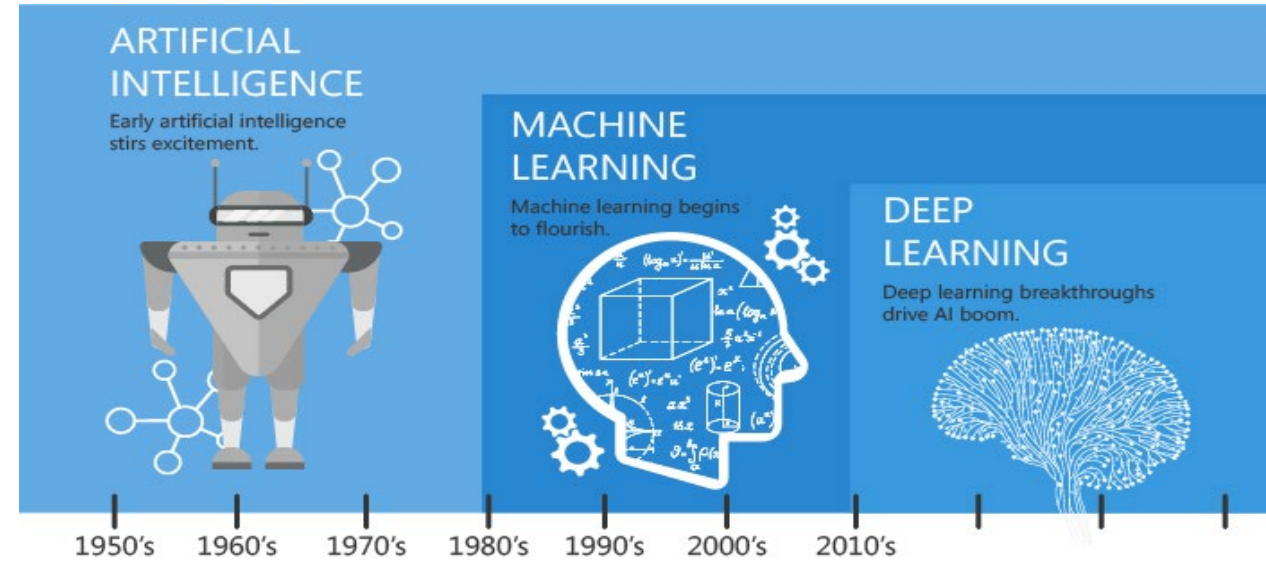 ARTIFICIAL
INTELLIGENCE
Early artificial intelligence
stirs excitement.
MACHINE
LEARNING
Machine learning begins
to flourish.
DEEP
LEARNING
Deep learning breakthroughs
drive AI boom.
1950's 1960's 1970's 1980's 1990's 2000's 2010's